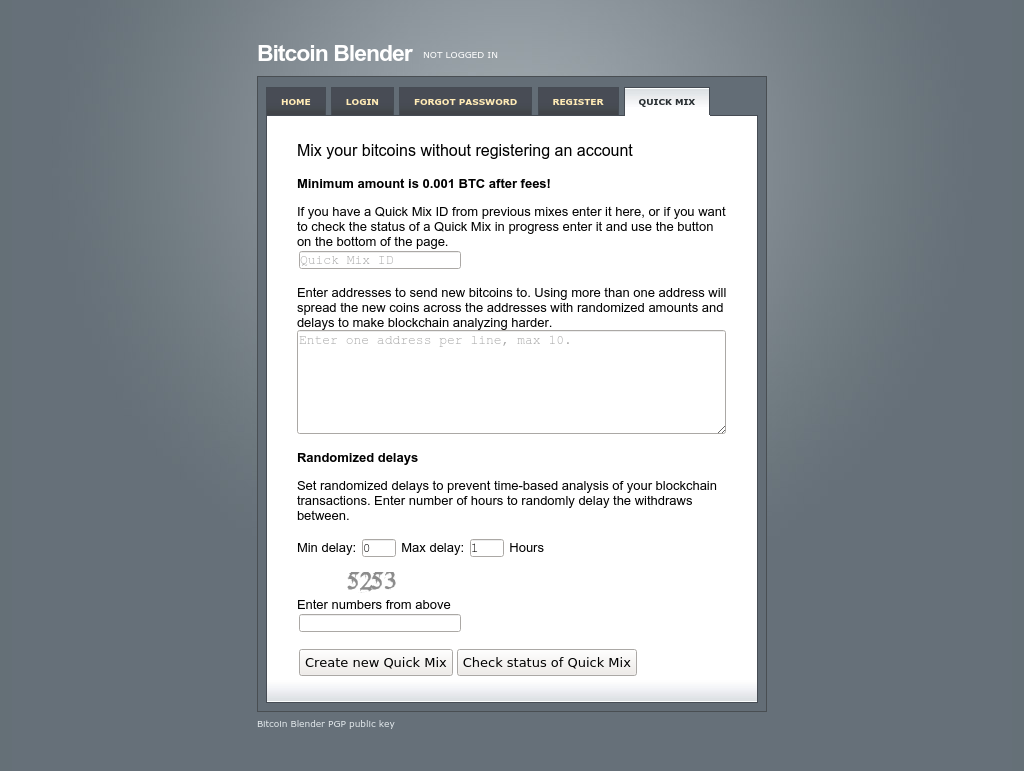 Bitcoin Blender NOT LOGGED IN
HOME LOGIN FORGOT PASSWORD REGISTER QUICK MIX
Mix your bitcoins without registering an account
Minimum amount is 0.001 BTC after fees!
If you have a Quick Mix ID from previous mixes enter it here, or if you want
to check the status of a Quick Mix in progress enter it and use the button
on the bottom of the page.
Quick Mix ID
Enter addresses to send new bitcoins to. Using more than one address will
spread the new coins across the addresses with randomized amounts and
delays to make blockchain analyzing harder.
Enter one address per line, max 10.
Randomized delays
Set randomized delays to prevent time-based analysis of your blockchain
transactions. Enter number of hours to randomly delay the withdraws
between.
Min delay: 0 Max delay: 1 Hours
5253
Enter numbers from above
Create new Quick Mix Check status of Quick Mix
Bitcoin Blender PGP public key